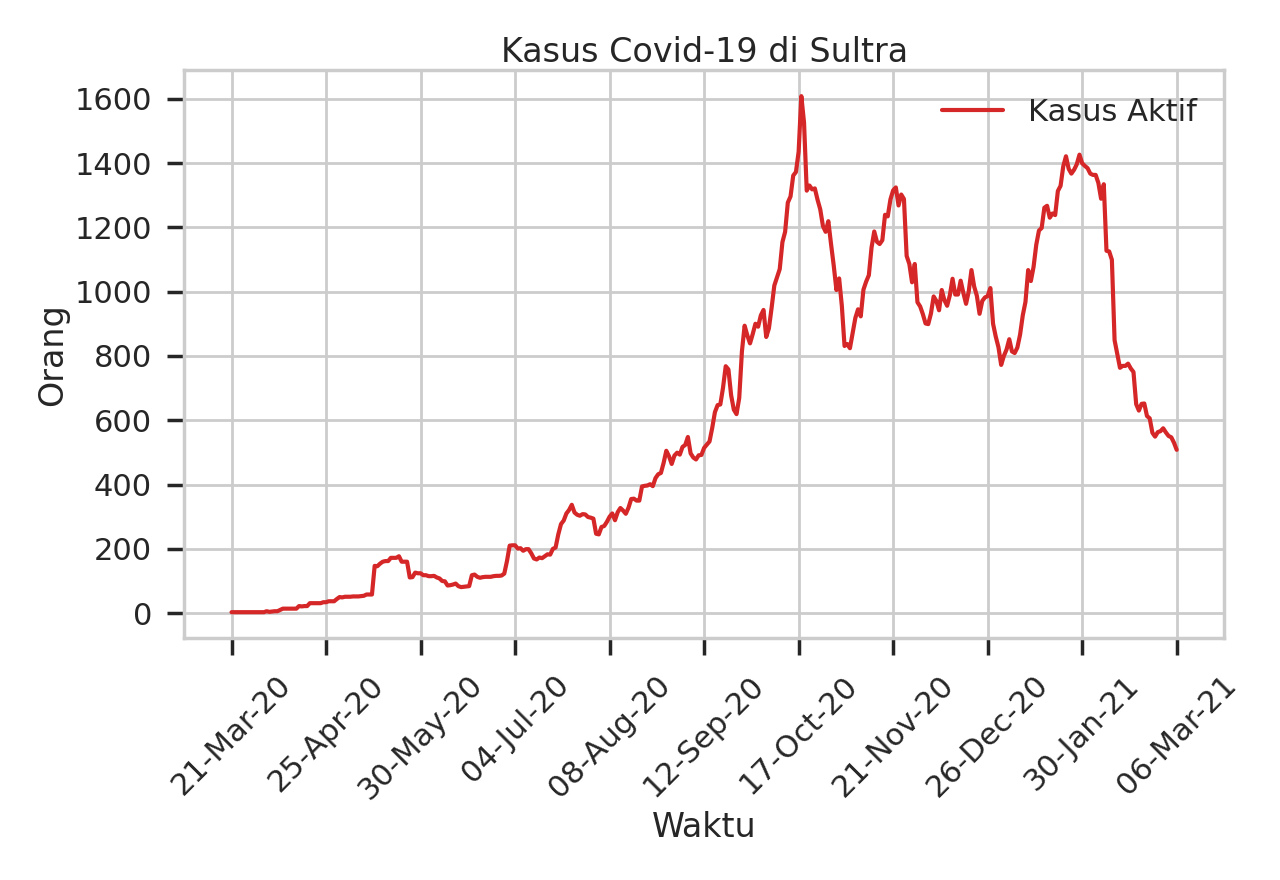 Kasus Covid-19 di Sultra
Kasus Aktif
Orang
1600
1400
1200
1000
800
600
400
200
0
21-Mar-20
25-Apr-20
30-May-20
04-Jul-20
08-Aug-20
12-Sep-20
17-Oct-20
21-Nov-20
26-Dec-20
30-Jan-21
06-Mar-21
Waktu